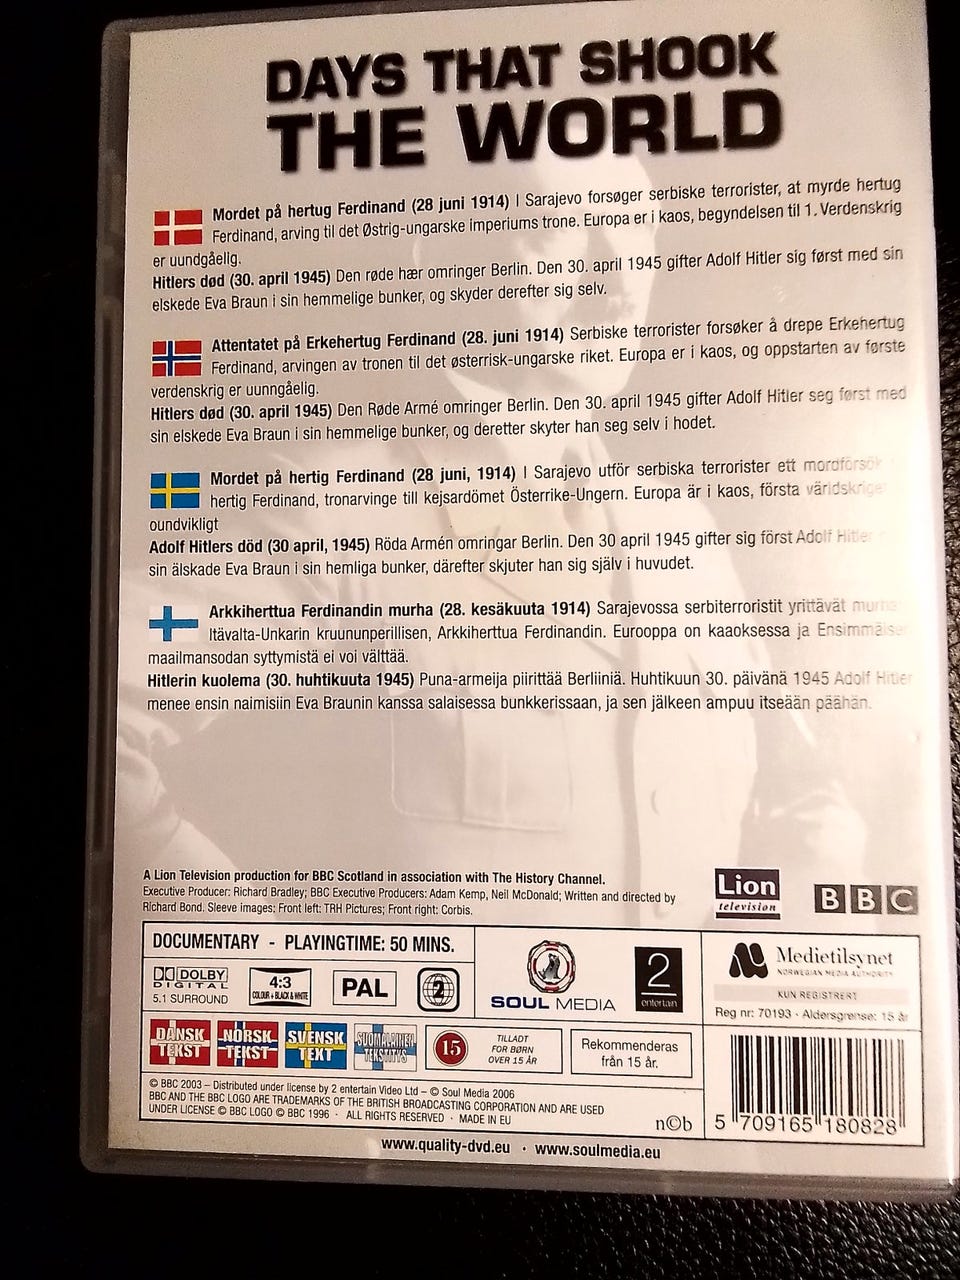 DAYS THAT SHOOK
THE WORLD
Mordet på hertug Ferdinand (28 juni 1914) I Sarajevo forsøger serbiske terrorister, at myrde hertug
Ferdinand, arving til det Østrig-ungarske imperiums trone. Europa er i kaos, begyndelsen til 1. Verdenskrig
er uundgåelig.
Hitlers død (30. april 1945) Den røde hær omringer Berlin. Den 30. april 1945 gifter Adolf Hitler sig først med sin
elskede Eva Braun i sin hemmelige bunker, og skyder derefter sig selv.
Attentatet på Erkehertug Ferdinand (28. juni 1914) Serbiske terrorister forsøker å drepe Erkehertug
Ferdinand, arvingen av tronen til det østerrisk-ungarske riket. Europa er i kaos, og oppstarten av første
verdenskrig er uunngåelig.
Hitlers død (30. april 1945) Den Røde Armé omringer Berlin. Den 30. april 1945 gifter Adolf Hitler seg først med
sin elskede Eva Braun i sin hemmelige bunker, og deretter skyter han seg selv i hodet.
Mordet på hertig Ferdinand (28 juni, 1914) I Sarajevo utför serbiska terrorister ett mordförsök
hertig Ferdinand, tronarvinge till kejsardömet Österrike-Ungern. Europa är i kaos, första världskriget
oundvikligt
Adolf Hitlers död (30 april, 1945) Röda Armén omringar Berlin. Den 30 april 1945 gifter sig först Adolf Hitler
sin älskade Eva Braun i sin hemliga bunker, därefter skjuter han sig själv i huvudet.
Arkkiherttua Ferdinandin murha (28. kesäkuuta 1914) Sarajevossa serbiterroristit yrittävät murhata
Itävalta-Unkarin kruununperillisen, Arkkiherttua Ferdinandin. Eurooppa on kaaoksessa ja Ensimmäisen
maailmansodan syttymistä ei voi välttää.
Hitlerin kuolema (30. huhtikuuta 1945) Puna-armeija piirittää Berliiniä. Huhtikuun 30. päivänä 1945 Adolf Hitler
menee ensin naimisiin Eva Braunin kanssa salaisessa bunkkerissaan, ja sen jälkeen ampuu itseään päähän.
A Lion Television production for BBC Scotland in association with The History Channel.
Executive Producer: Richard Bradley; BBC Executive Producers: Adam Kemp, Neil McDonald; Written and directed by
Richard Bond. Sleeve images; Front left: TRH Pictures; Front right: Corbis.
Lion
television
BBC
DOCUMENTARY - PLAYINGTIME: 50 MINS.
DOLBY
DIGITAL
5.1 SURROUND
4:3
COLOUR + BLACK & WHITE
PAL
2
SOUL MEDIA
2
entertain
Medietilsynet
NORWEGIAN MEDIA AUTHORITY
KUN REGISTRERT
Reg nr: 70193 · Aldersgrense: 15 år
DANSK
TEKST
NORSK
TEKST
SVENSK
TEXT
SUOMALAINEN
TEKSTITYS
15
TILLADT
FOR BØRN
OVER 15 ÅR
Rekommenderas
från 15 år.
© BBC 2003 – Distributed under license by 2 entertain Video Ltd – © Soul Media 2006
BBC AND THE BBC LOGO ARE TRADEMARKS OF THE BRITISH BROADCASTING CORPORATION AND ARE USED
UNDER LICENSE © BBC LOGO © BBC 1996 · ALL RIGHTS RESERVED · MADE IN EU
n©b
5 709165 180828
www.quality-dvd.eu · www.soulmedia.eu